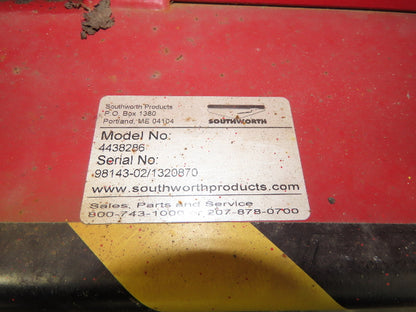 Southworth Products
P.O. Box 1380
Portland, ME 04104
SOUTHWORTH
Model No:
4438286
Serial No:
98143-02/1320870
www.southworthproducts.com
Sales, Parts and Service
800-743-1000 or 207-878-0700